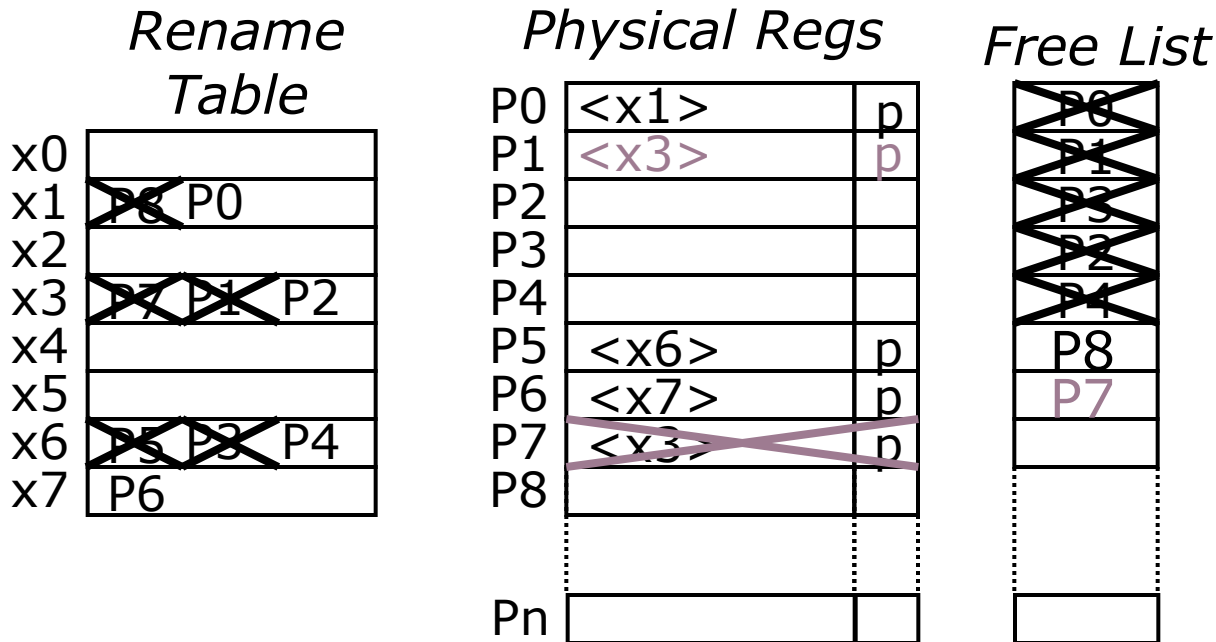 Rename
Table
x0
x1 P8 P0
x2
x3 P7 P1 P2
x4
x5
x6 P5 P3 P4
x7 P6
Physical Regs
P0 <x1> p
P1 <x3> p
P2
P3
P4
P5 <x6> p
P6 <x7> p
P7 <x3> p
P8
Pn
Free List
P0
P1
P3
P2
P4
P8
P7